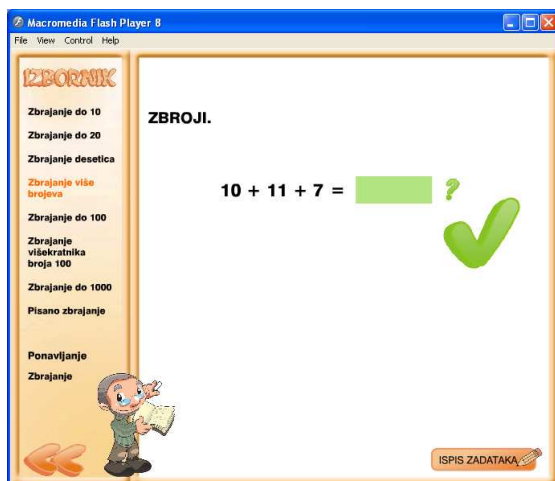 Macromedia Flash Player 8
File View Control Help
IZBORNIK
Zbrajanje do 10
Zbrajanje do 20
Zbrajanje desetica
Zbrajanje više
brojeva
Zbrajanje do 100
Zbrajanje
višekratnika
broja 100
Zbrajanje do 1000
Pisano zbrajanje
Ponavljanje
Zbrajanje
ZBROJI.
10 + 11 + 7 = ?
ISPIS ZADATAKA